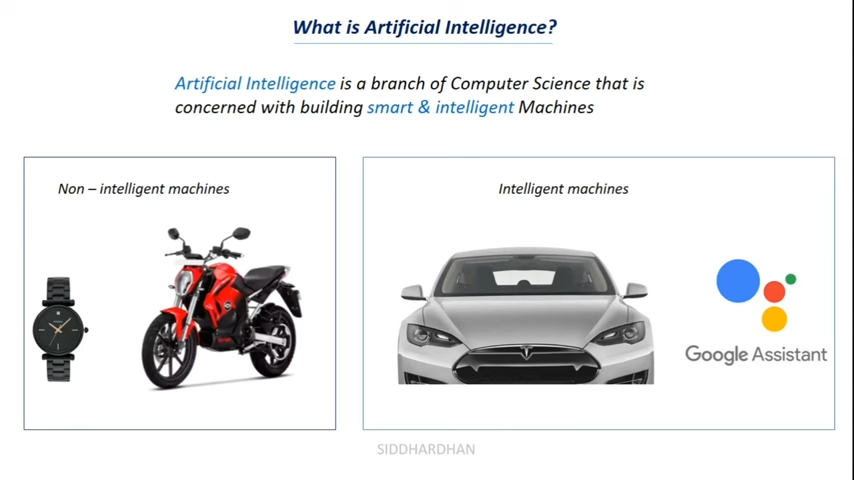 What is Artificial Intelligence?
Artificial Intelligence is a branch of Computer Science that is
concerned with building smart & intelligent Machines
Non – intelligent machines
Intelligent machines
Google Assistant
SIDDHARDHAN